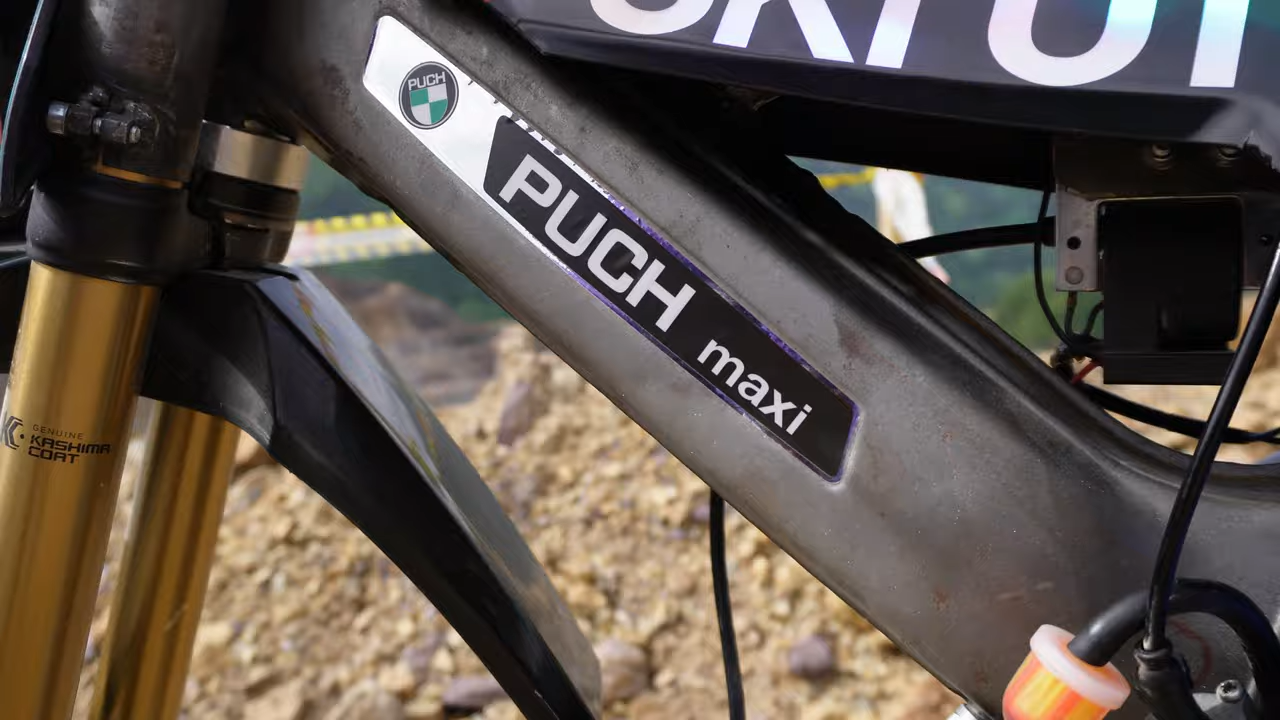 PUCH
PUCH maxi
GENUINE
KASHIMA
COAT